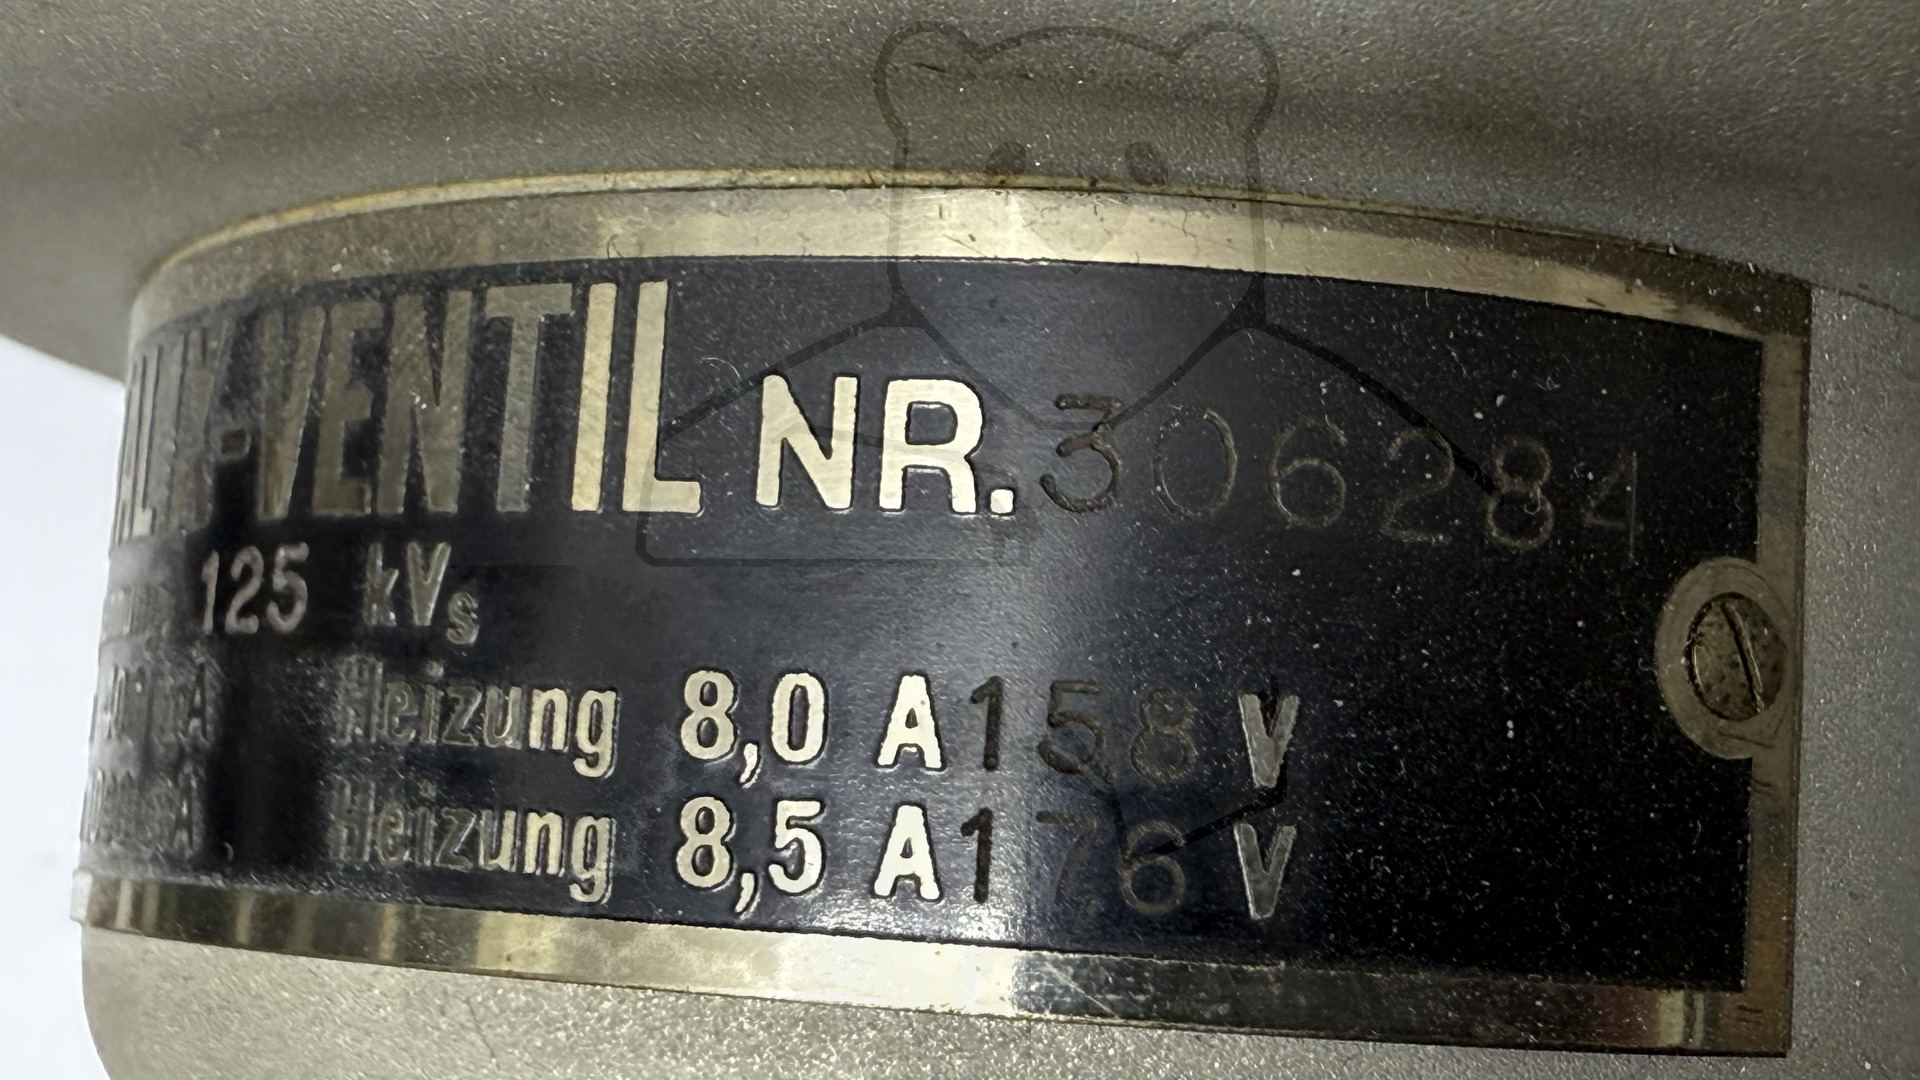 -VENTIL NR. 306284
125 kVs
Heizung 8,0 A 15,8 V
Heizung 8,5 A 17,6 V